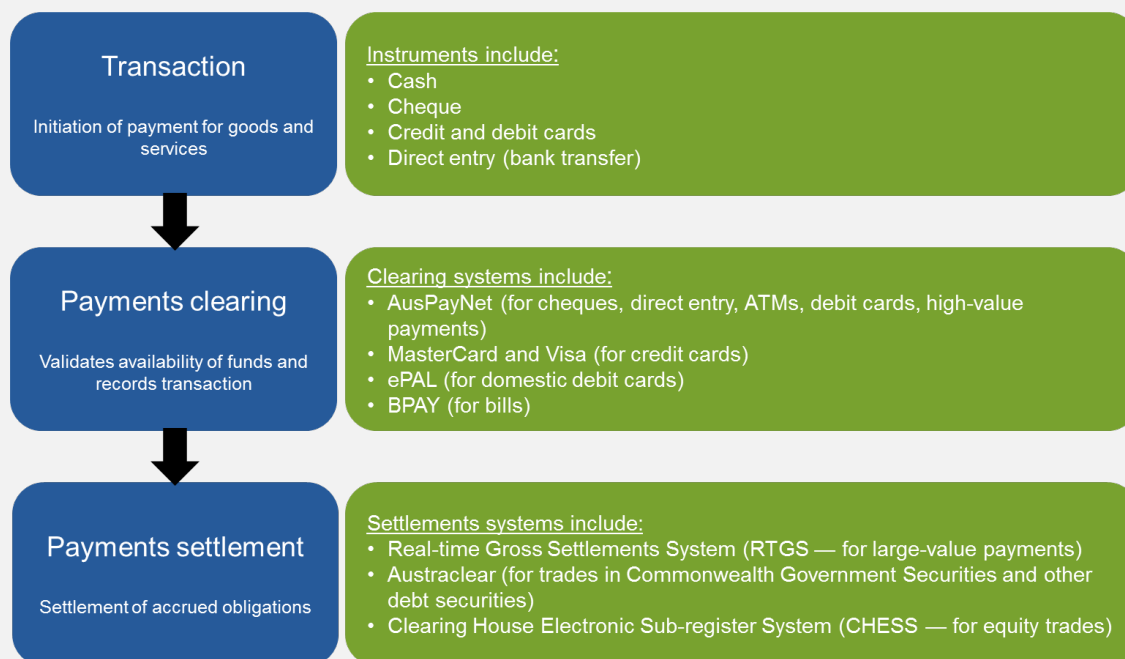 Transaction
Initiation of payment for goods and
services
Instruments include:
• Cash
• Cheque
• Credit and debit cards
• Direct entry (bank transfer)
Payments clearing
Validates availability of funds and
records transaction
Clearing systems include:
• AusPayNet (for cheques, direct entry, ATMs, debit cards, high-value
payments)
• MasterCard and Visa (for credit cards)
• ePAL (for domestic debit cards)
• BPAY (for bills)
Payments settlement
Settlement of accrued obligations
Settlements systems include:
• Real-time Gross Settlements System (RTGS — for large-value payments)
• Austraclear (for trades in Commonwealth Government Securities and other
debt securities)
• Clearing House Electronic Sub-register System (CHESS — for equity trades)